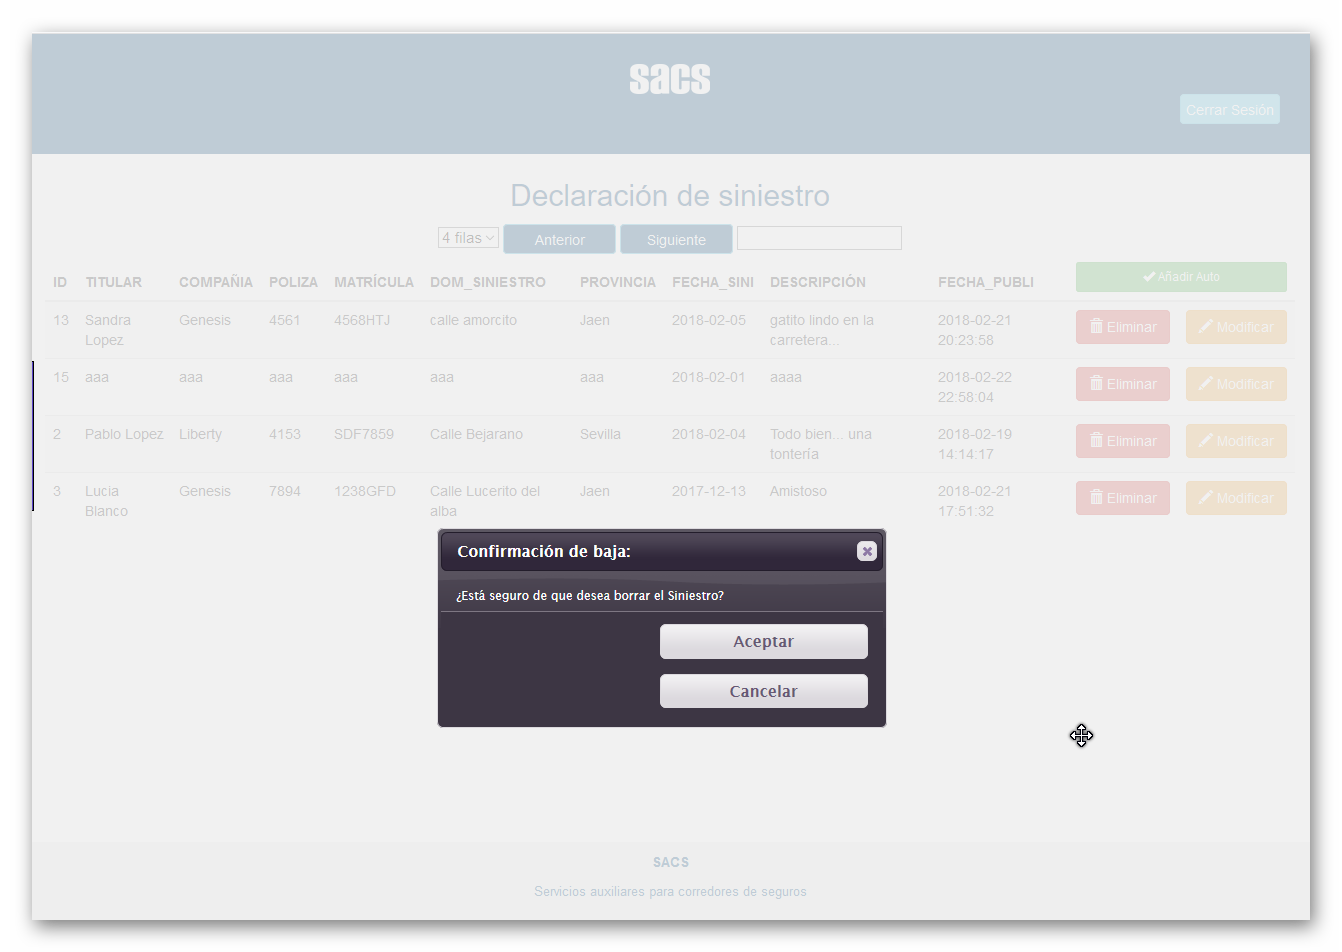 sacs
Cerrar Sesión
Declaración de siniestro
4 filas Anterior Siguiente
ID TITULAR COMPAÑIA POLIZA MATRÍCULA DOM_SINIESTRO PROVINCIA FECHA_SINI DESCRIPCIÓN FECHA_PUBLI Añadir Auto
13 Sandra Genesis 4561 4568HTJ calle amorcito Jaen 2018-02-05 gatito lindo en la 2018-02-21 Eliminar Modificar
Lopez carretera... 20:23:58
15 aaa aaa aaa aaa aaa aaa 2018-02-01 aaaa 2018-02-22 Eliminar Modificar
22:58:04
2 Pablo Lopez Liberty 4153 SDF7859 Calle Bejarano Sevilla 2018-02-04 Todo bien... una 2018-02-19 Eliminar Modificar
tontería 14:14:17
3 Lucia Genesis 7894 1238GFD Calle Lucerito del Jaen 2017-12-13 Amistoso 2018-02-21 Eliminar Modificar
Blanco alba 17:51:32
Confirmación de baja:
¿Está seguro de que desea borrar el Siniestro?
Aceptar
Cancelar
SACS
Servicios auxiliares para corredores de seguros